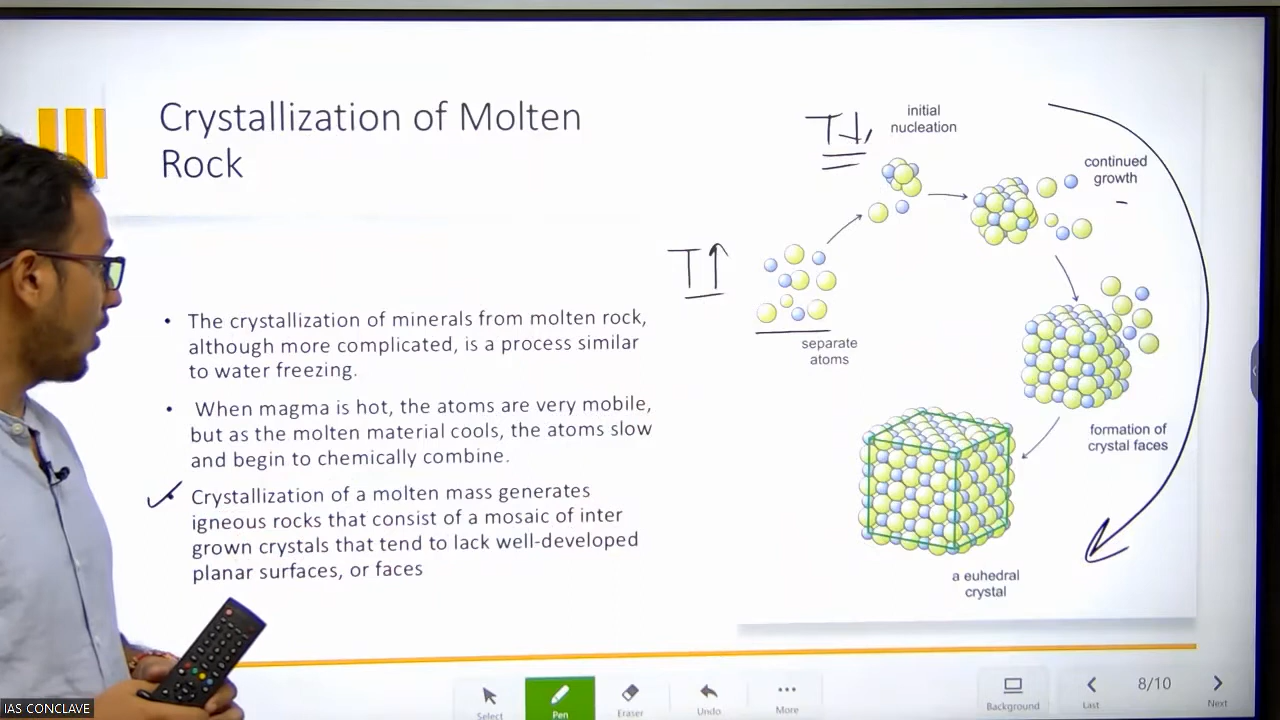 Crystallization of Molten
Rock
• The crystallization of minerals from molten rock,
although more complicated, is a process similar
to water freezing.
• When magma is hot, the atoms are very mobile,
but as the molten material cools, the atoms slow
and begin to chemically combine.
• Crystallization of a molten mass generates
igneous rocks that consist of a mosaic of inter
grown crystals that tend to lack well-developed
planar surfaces, or faces
T↓,
initial
nucleation
continued
growth
T↑
separate
atoms
formation of
crystal faces
a euhedral
crystal
IAS CONCLAVE
Select
Pen
Eraser
Undo
More
Background
Last
8/10
Next